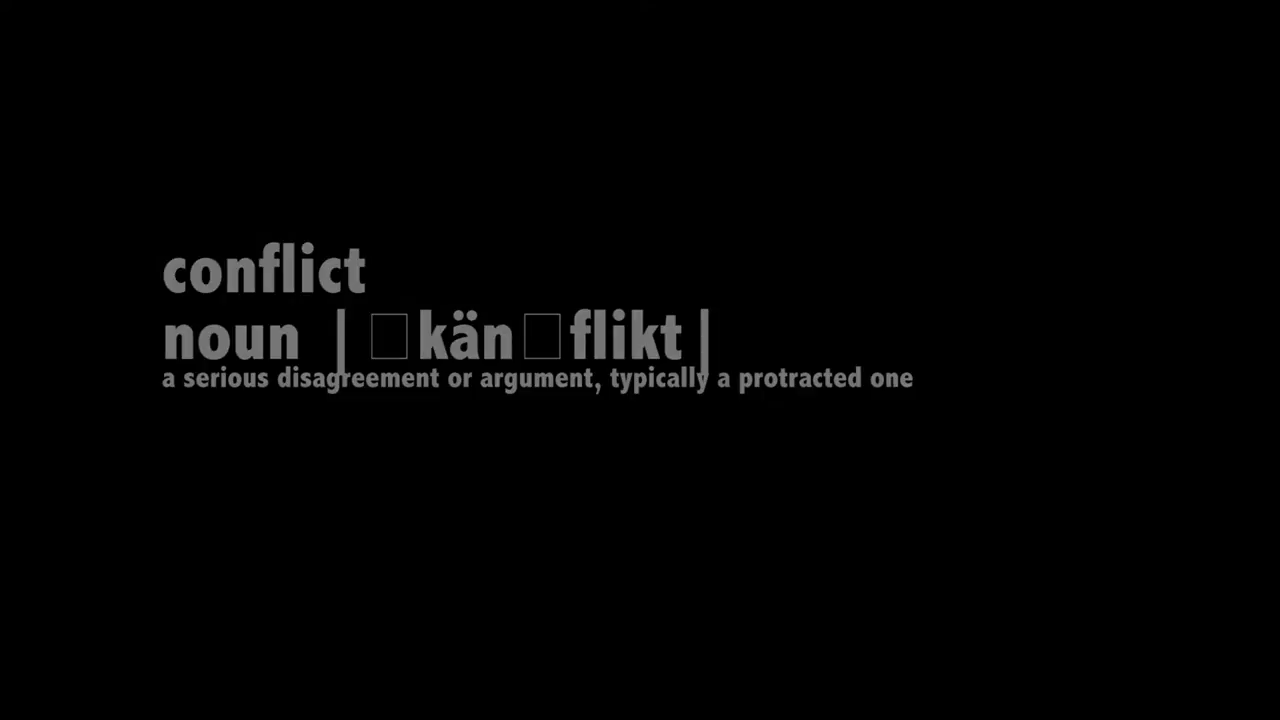 conflict
noun | □kän□flikt|
a serious disagreement or argument, typically a protracted one